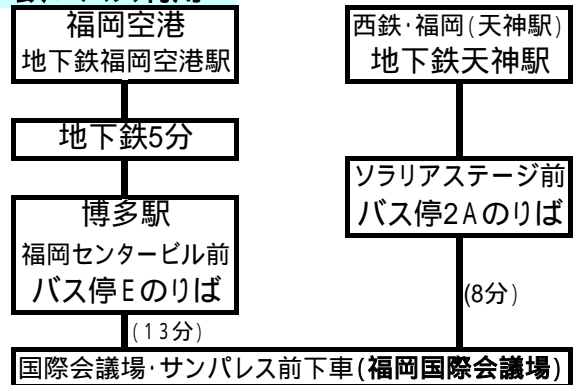 福岡空港
地下鉄福岡空港駅
地下鉄5分
博多駅
福岡センタービル前
バス停Eのりば
(13分)
西鉄・福岡(天神駅)
地下鉄天神駅
ソラリアステージ前
バス停2Aのりば
(8分)
国際会議場・サンパレス前下車(福岡国際会議場)